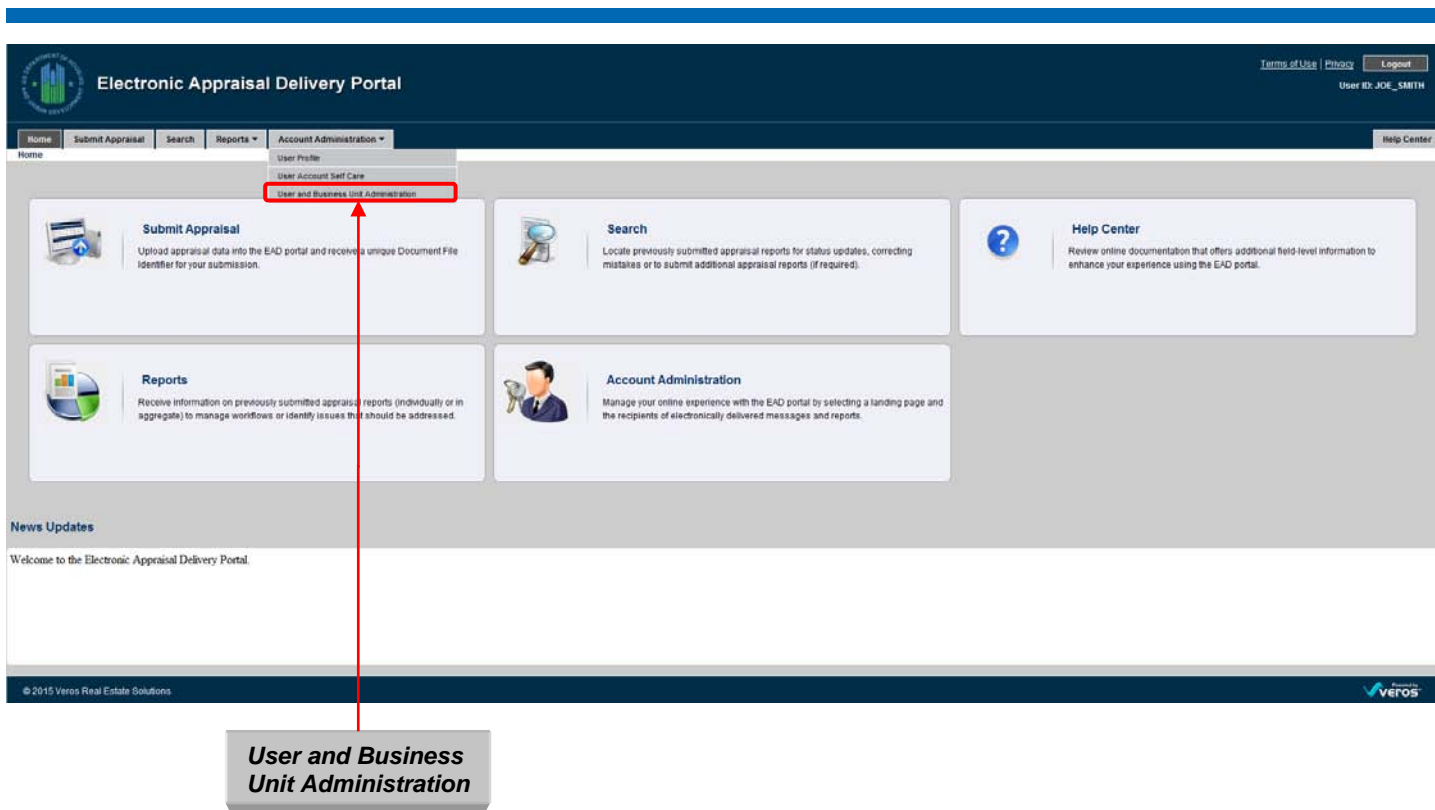 Electronic Appraisal Delivery Portal
Terms of Use | Privacy Logout
User ID: JOE_SMITH
Home Submit Appraisal Search Reports Account Administration Help Center
Home
User Profile
User Account Self Care
User and Business Unit Administration
Submit Appraisal
Upload appraisal data into the EAD portal and receive a unique Document File
Identifier for your submission.
Search
Locate previously submitted appraisal reports for status updates, correcting
mistakes or to submit additional appraisal reports (if required).
Help Center
Review online documentation that offers additional field-level information to
enhance your experience using the EAD portal.
Reports
Receive information on previously submitted appraisal reports (individually or in
aggregate) to manage workflows or identify issues that should be addressed.
Account Administration
Manage your online experience with the EAD portal by selecting a landing page and
the recipients of electronically delivered messages and reports.
News Updates
Welcome to the Electronic Appraisal Delivery Portal.
© 2015 Veros Real Estate Solutions
Powered by
veros
User and Business
Unit Administration